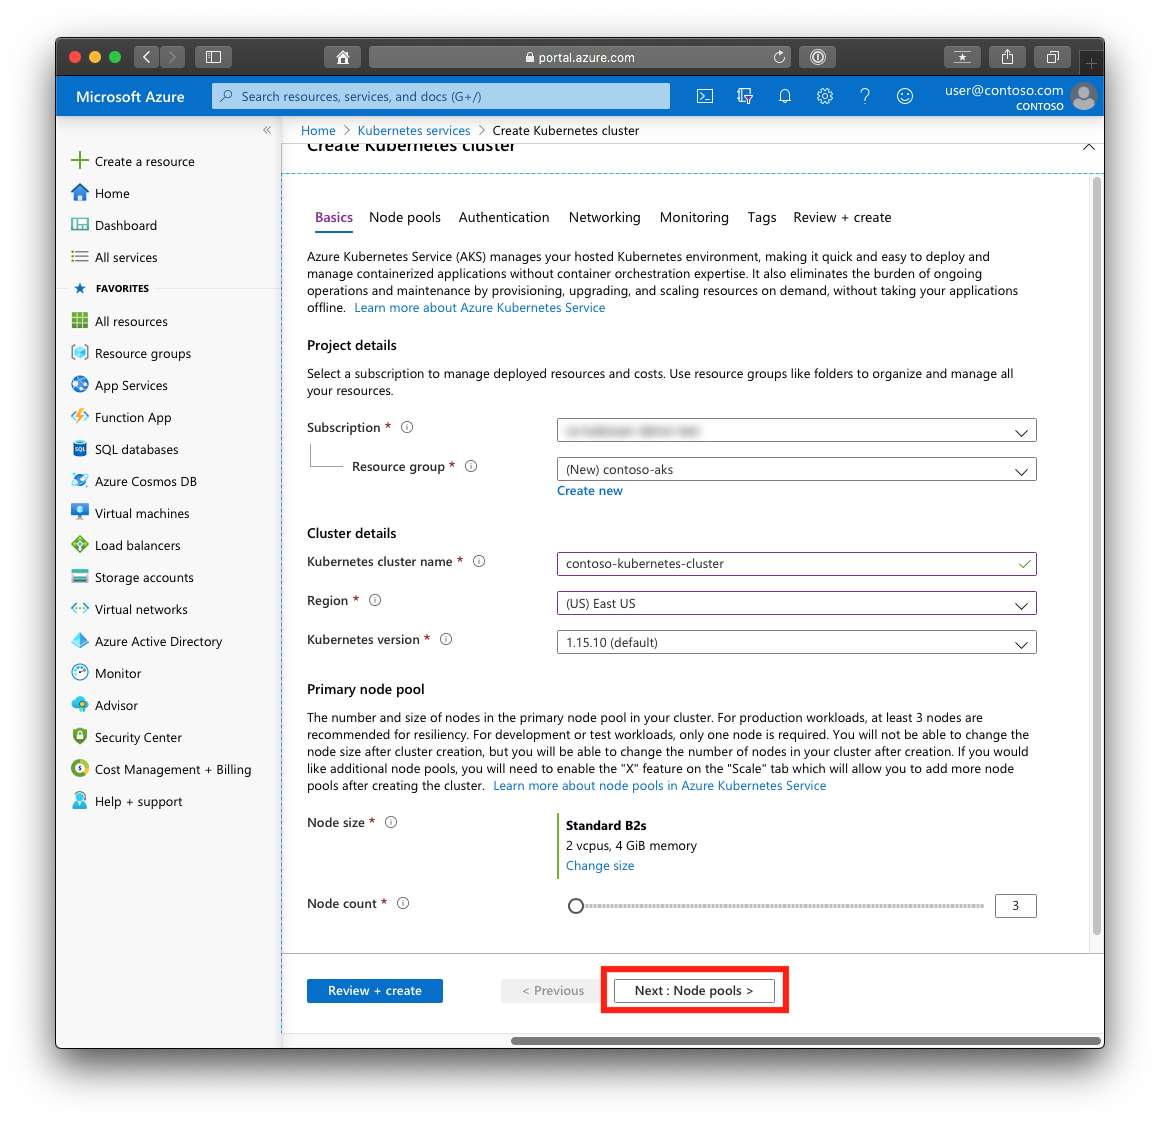 portal.azure.com
Microsoft Azure
Search resources, services, and docs (G+/)
user@contoso.com
CONTOSO
Home > Kubernetes services > Create Kubernetes cluster
Create Kubernetes cluster
Create a resource
Home
Dashboard
All services
FAVORITES
All resources
Resource groups
App Services
Function App
SQL databases
Azure Cosmos DB
Virtual machines
Load balancers
Storage accounts
Virtual networks
Azure Active Directory
Monitor
Advisor
Security Center
Cost Management + Billing
Help + support
Basics Node pools Authentication Networking Monitoring Tags Review + create
Azure Kubernetes Service (AKS) manages your hosted Kubernetes environment, making it quick and easy to deploy and
manage containerized applications without container orchestration expertise. It also eliminates the burden of ongoing
operations and maintenance by provisioning, upgrading, and scaling resources on demand, without taking your applications
offline. Learn more about Azure Kubernetes Service
Project details
Select a subscription to manage deployed resources and costs. Use resource groups like folders to organize and manage all
your resources.
Subscription *
Resource group *
(New) contoso-aks
Create new
Cluster details
Kubernetes cluster name *
contoso-kubernetes-cluster
Region *
(US) East US
Kubernetes version *
1.15.10 (default)
Primary node pool
The number and size of nodes in the primary node pool in your cluster. For production workloads, at least 3 nodes are
recommended for resiliency. For development or test workloads, only one node is required. You will not be able to change the
node size after cluster creation, but you will be able to change the number of nodes in your cluster after creation. If you would
like additional node pools, you will need to enable the "X" feature on the "Scale" tab which will allow you to add more node
pools after creating the cluster. Learn more about node pools in Azure Kubernetes Service
Node size *
Standard B2s
2 vcpus, 4 GiB memory
Change size
Node count *
3
Review + create
< Previous
Next : Node pools >